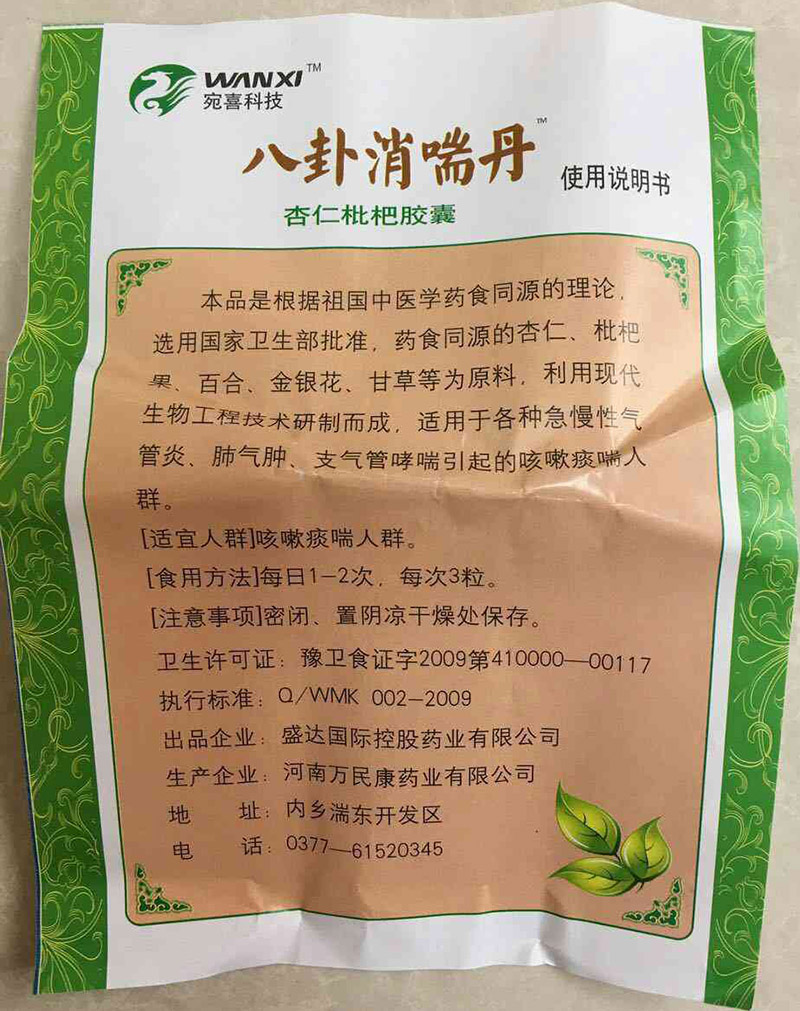 WANXI™
宛喜科技
八卦消喘丹™ 使用说明书
杏仁枇杷胶囊
本品是根据祖国中医学药食同源的理论，
选用国家卫生部批准，药食同源的杏仁、枇杷
果、百合、金银花、甘草等为原料，利用现代
生物工程技术研制而成，适用于各种急慢性气
管炎、肺气肿、支气管哮喘引起的咳嗽痰喘人
群。
[适宜人群]咳嗽痰喘人群。
[食用方法]每日1-2次，每次3粒。
[注意事项]密闭、置阴凉干燥处保存。
卫生许可证：豫卫食证字2009第410000—00117
执行标准：Q/WMK 002-2009
出品企业：盛达国际控股药业有限公司
生产企业：河南万民康药业有限公司
地 址：内乡湍东开发区
电 话：0377—61520345